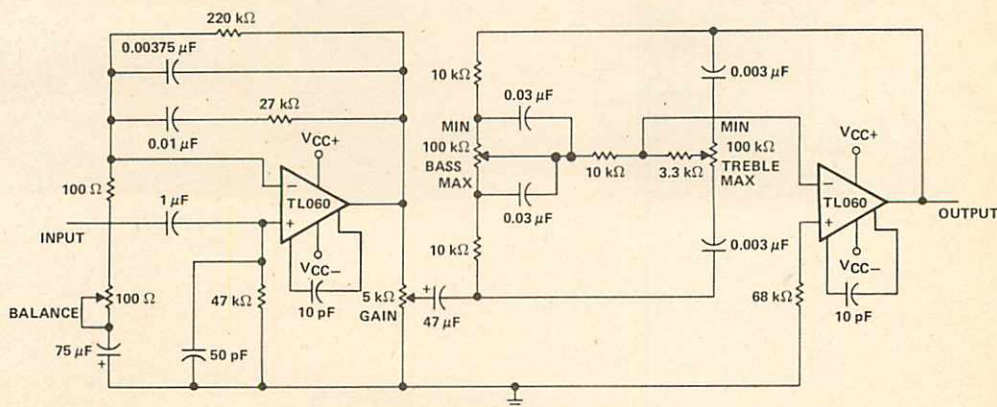 220 kΩ
0.00375 µF
27 kΩ
0.01 µF
100 Ω
1 µF
INPUT
VCC+
−
TL060
+
VCC−
10 pF
47 kΩ
50 pF
100 Ω
BALANCE
75 µF
+
5 kΩ
GAIN
+
47 µF
10 kΩ
0.03 µF
MIN
100 kΩ
BASS
MAX
0.03 µF
10 kΩ
10 kΩ
3.3 kΩ
0.003 µF
MIN
100 kΩ
TREBLE
MAX
0.003 µF
VCC+
−
TL060
+
VCC−
10 pF
68 kΩ
OUTPUT